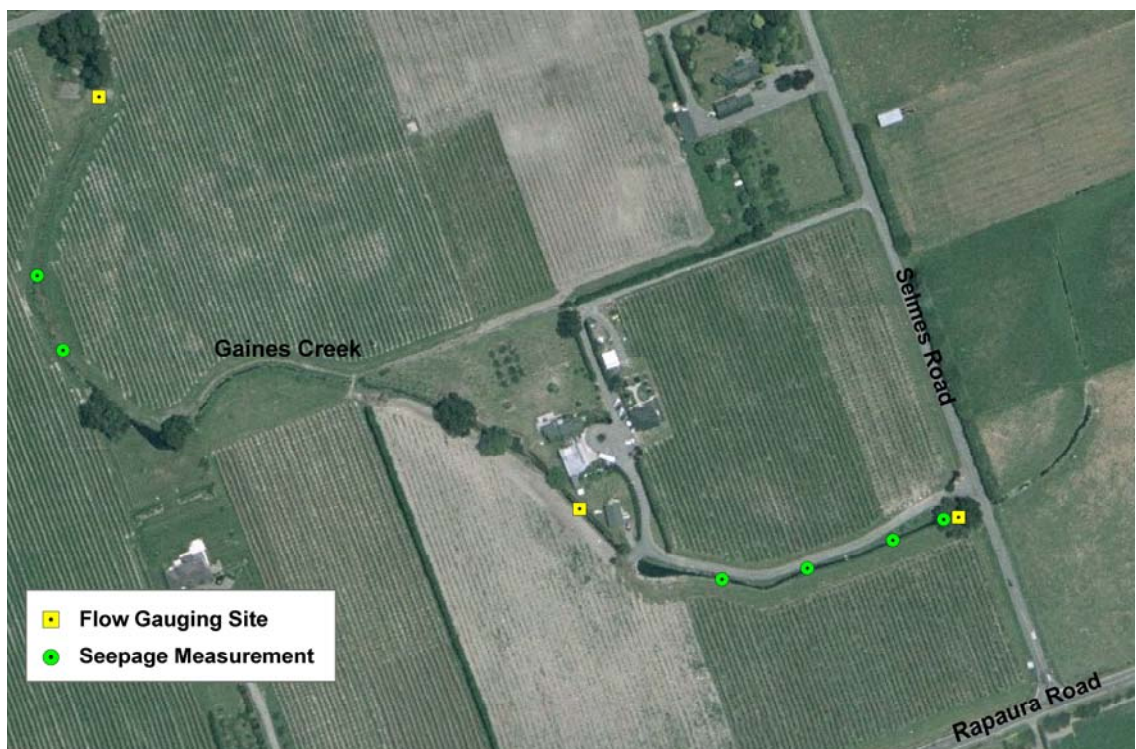 Gaines Creek
Selmes Road
Flow Gauging Site
Seepage Measurement
Rapaura Road